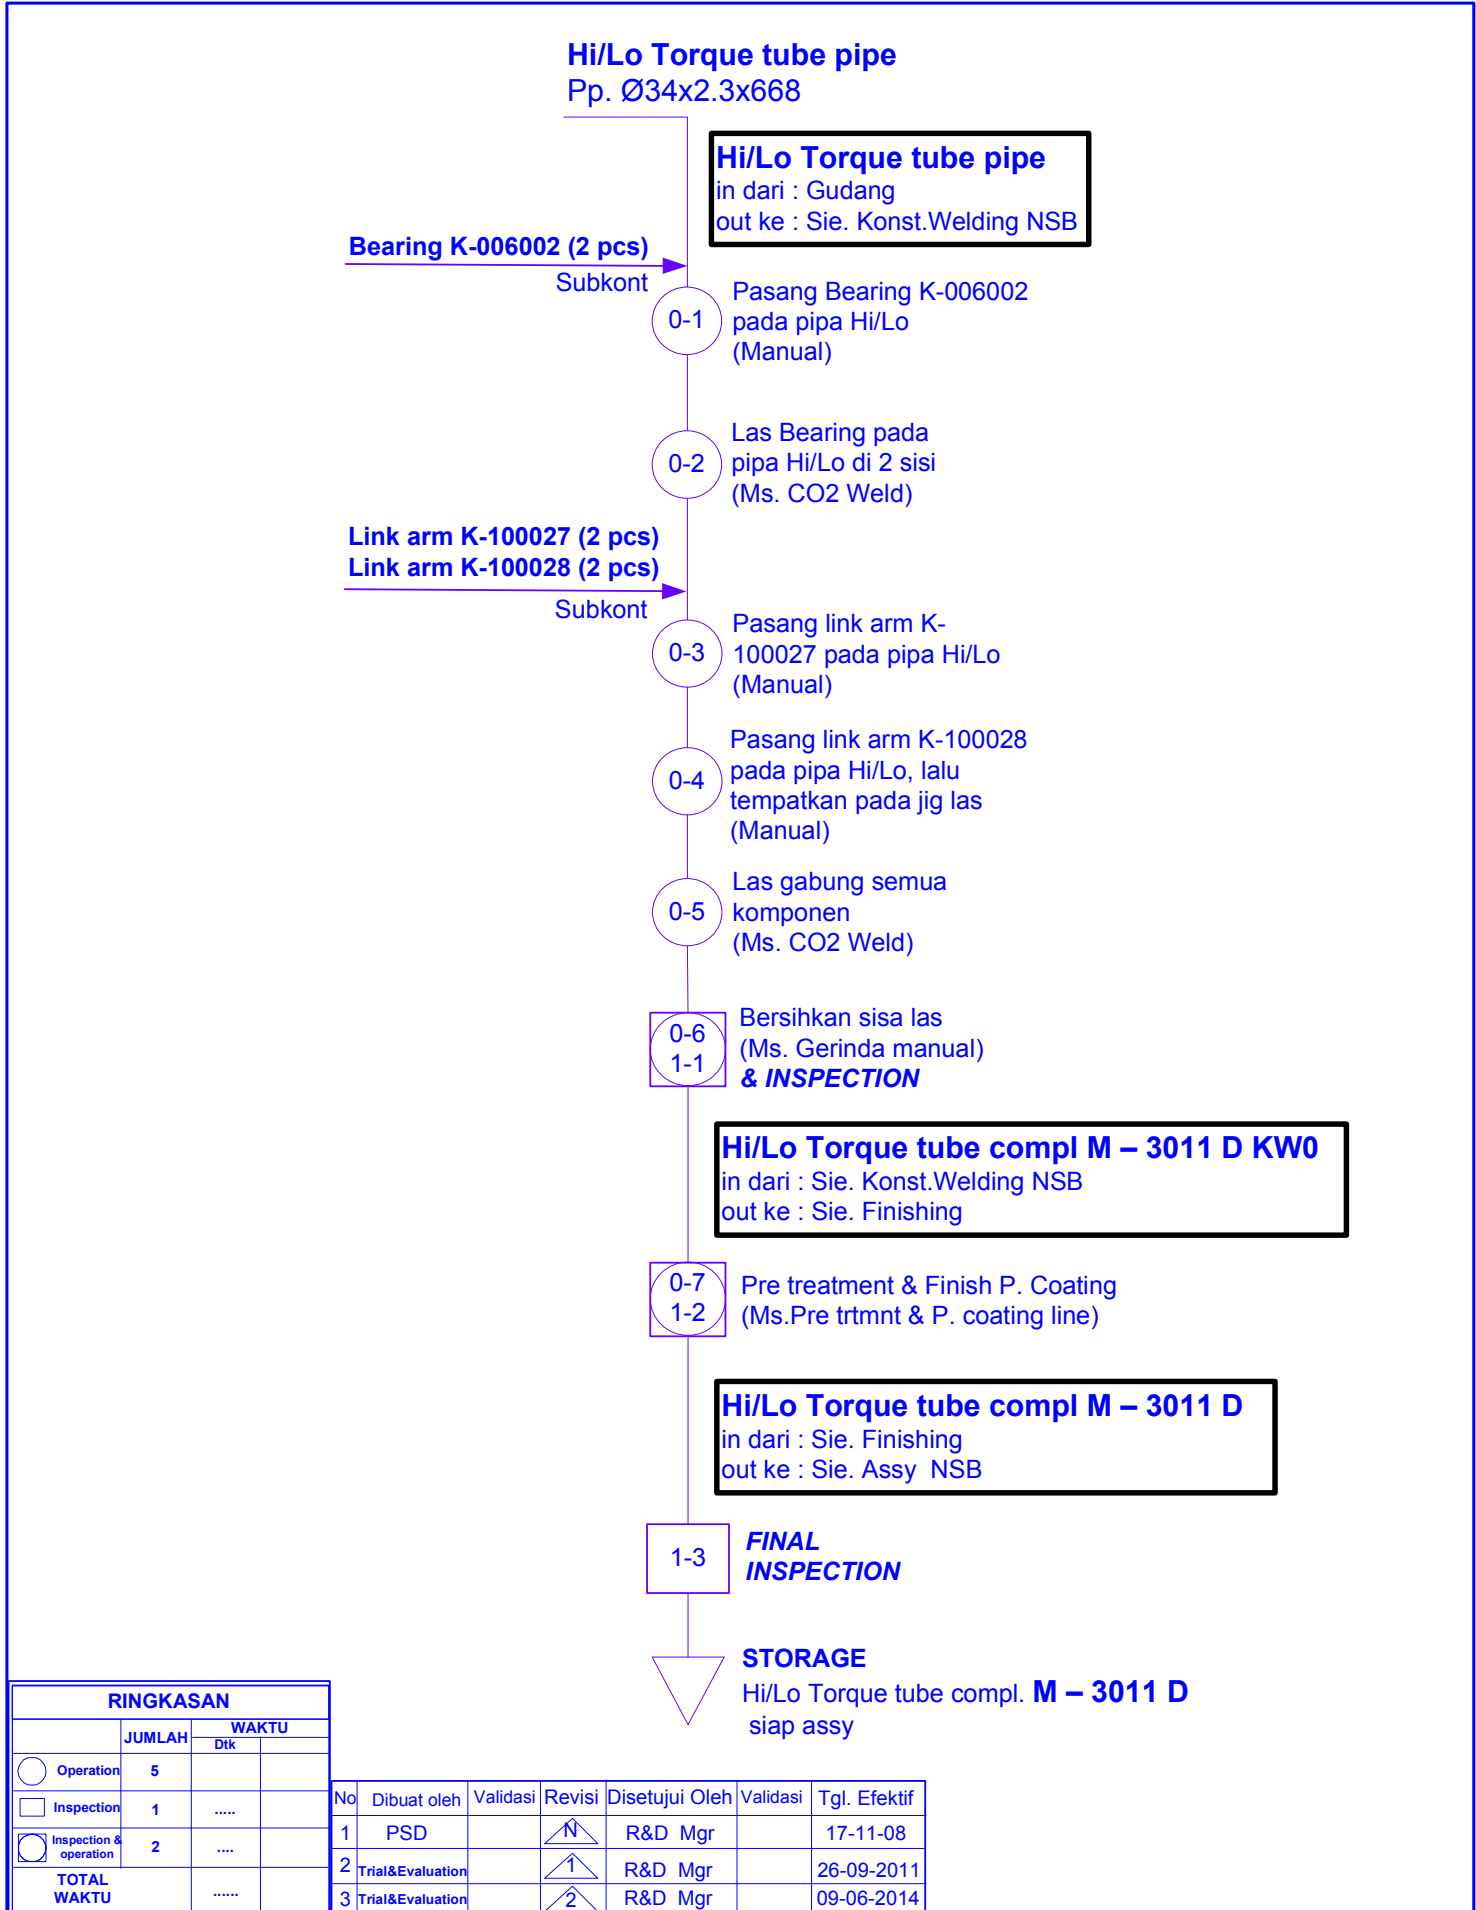 Hi/Lo Torque tube pipe
Pp. Ø34x2.3x668
Hi/Lo Torque tube pipe
in dari : Gudang
out ke : Sie. Konst.Welding NSB
Bearing K-006002 (2 pcs)
Subkont
0-1
Pasang Bearing K-006002
pada pipa Hi/Lo
(Manual)
0-2
Las Bearing pada
pipa Hi/Lo di 2 sisi
(Ms. CO2 Weld)
Link arm K-100027 (2 pcs)
Link arm K-100028 (2 pcs)
Subkont
0-3
Pasang link arm K-
100027 pada pipa Hi/Lo
(Manual)
0-4
Pasang link arm K-100028
pada pipa Hi/Lo, lalu
tempatkan pada jig las
(Manual)
0-5
Las gabung semua
komponen
(Ms. CO2 Weld)
0-6
1-1
Bersihkan sisa las
(Ms. Gerinda manual)
& INSPECTION
Hi/Lo Torque tube compl M – 3011 D KW0
in dari : Sie. Konst.Welding NSB
out ke : Sie. Finishing
0-7
1-2
Pre treatment & Finish P. Coating
(Ms.Pre trtmnt & P. coating line)
Hi/Lo Torque tube compl M – 3011 D
in dari : Sie. Finishing
out ke : Sie. Assy NSB
1-3
FINAL
INSPECTION
STORAGE
Hi/Lo Torque tube compl. M – 3011 D
siap assy
RINGKASAN
JUMLAH WAKTU
Dtk
Operation 5
Inspection 1 .....
Inspection &
operation 2 ....
TOTAL
WAKTU ......
No Dibuat oleh Validasi Revisi Disetujui Oleh Validasi Tgl. Efektif
1 PSD N R&D Mgr 17-11-08
2 Trial&Evaluation 1 R&D Mgr 26-09-2011
3 Trial&Evaluation 2 R&D Mgr 09-06-2014